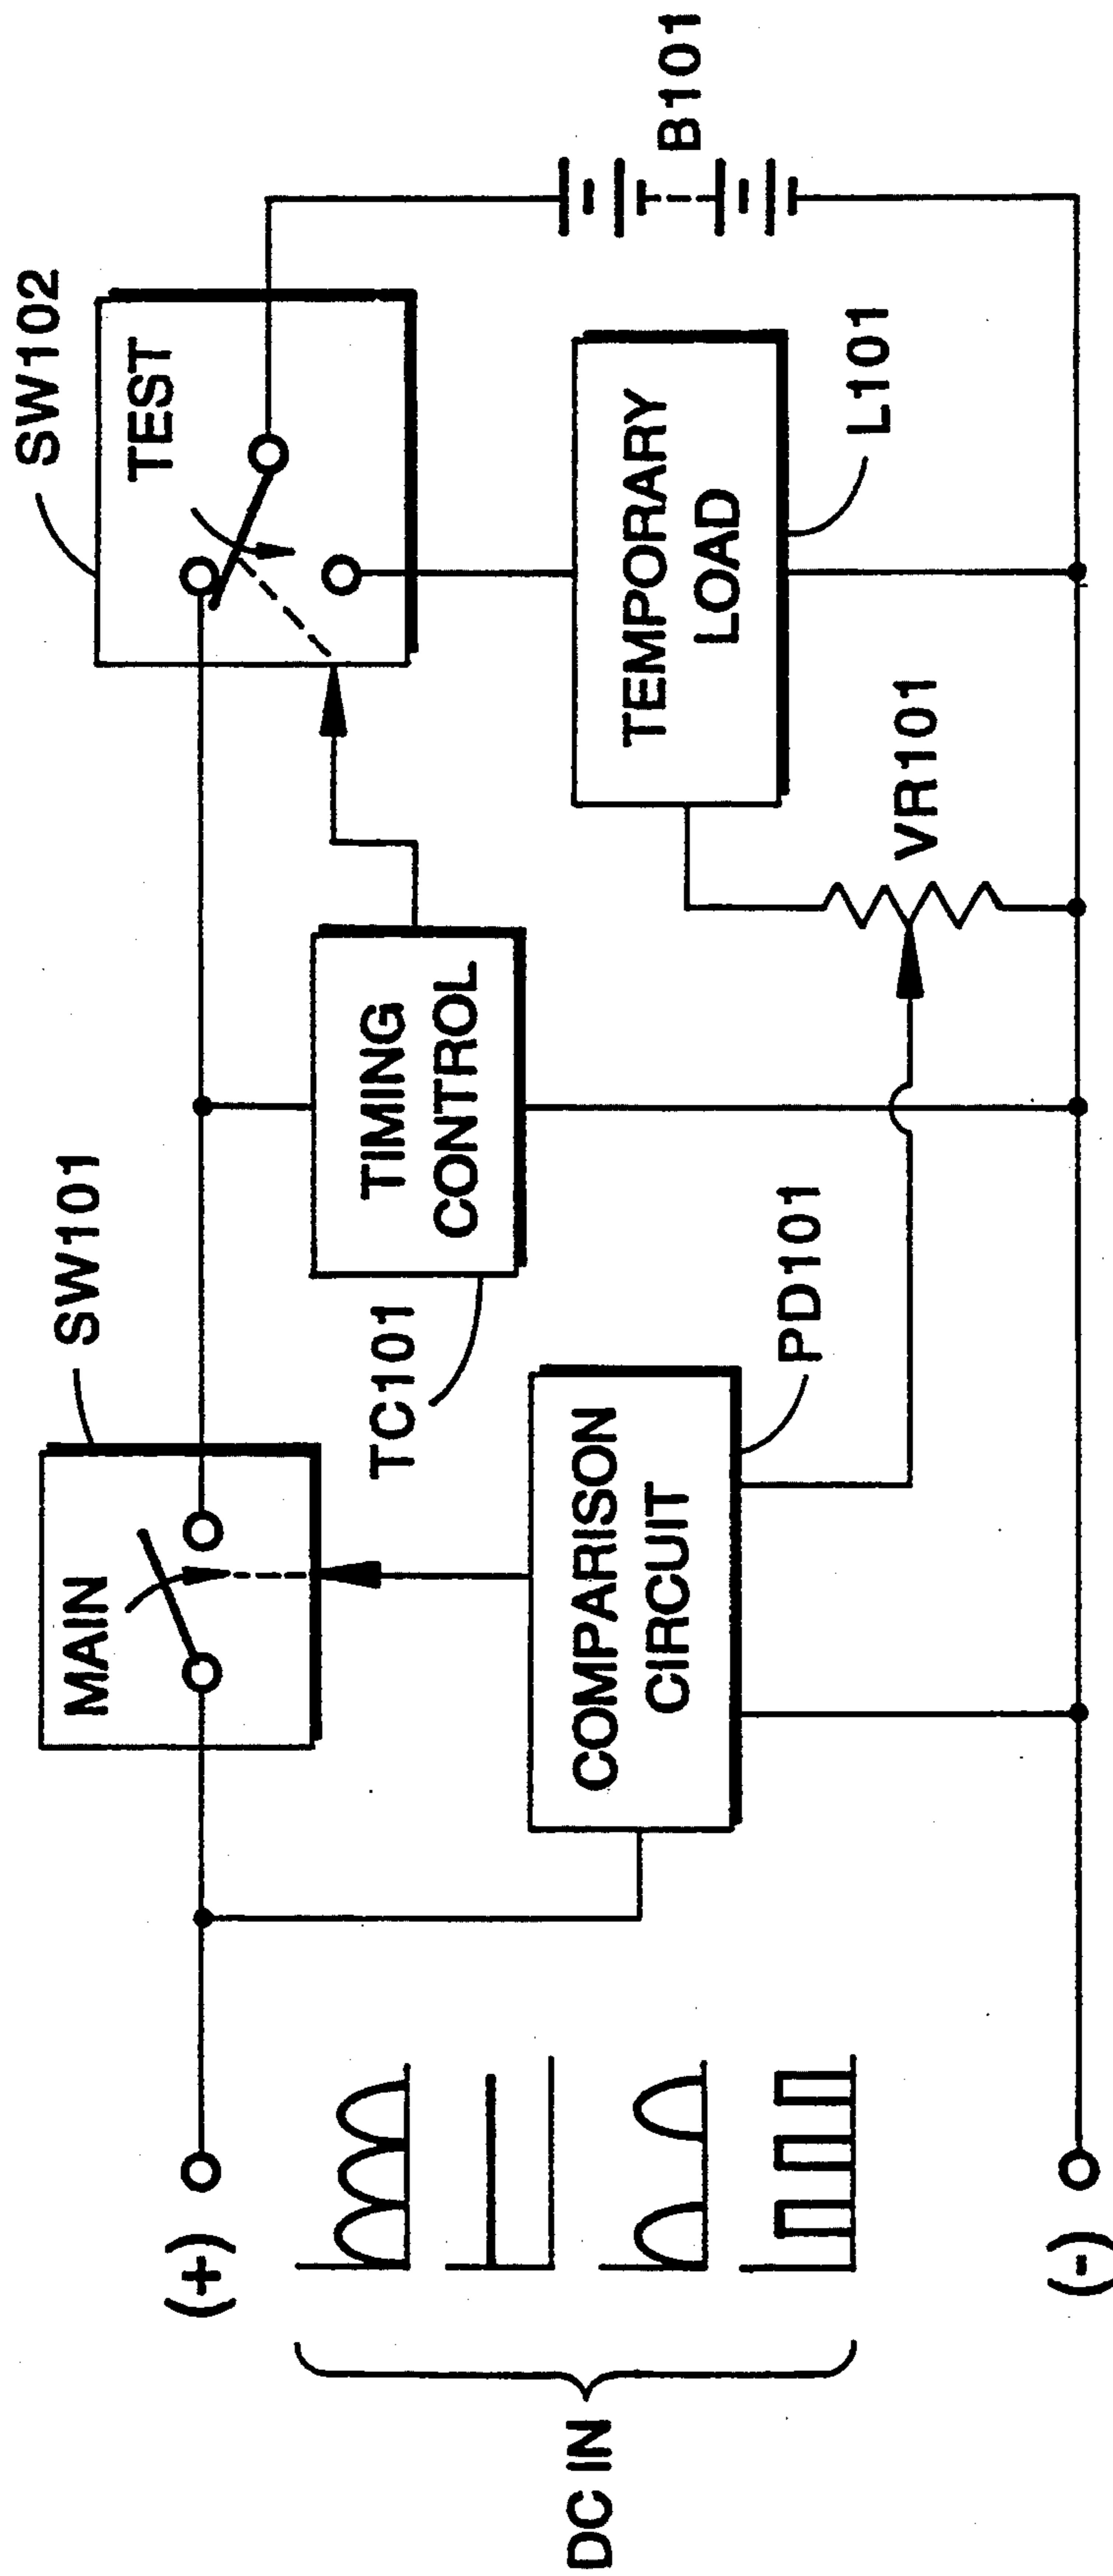 SW101
SW102
MAIN
TEST
TIMING
CONTROL
TC101
(+)
DC IN
COMPARISON
CIRCUIT
PD101
TEMPORARY
LOAD
L101
B101
VR101
(-)